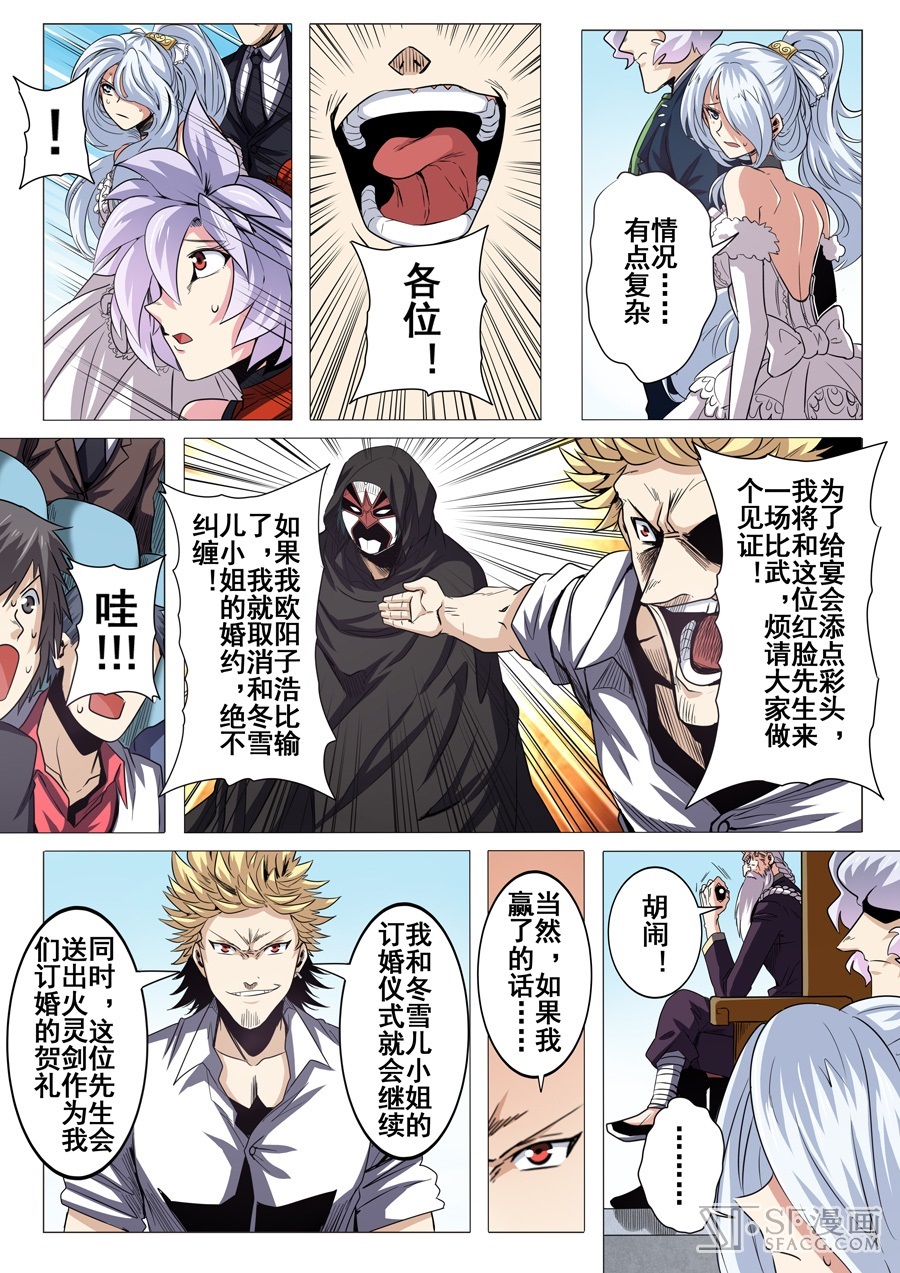 情况……
有点复杂
各位！
！
为了给宴会添点彩头，
我将和这位红脸先生来
一场比武，烦请大家做
个见证！
如果我欧阳子浩比输
了，我就取消和冬雪
儿小姐的婚约，绝不
纠缠！
哇!!!
胡闹！
……
当然，如果我
赢了的话……
我和冬雪儿小姐的
订婚仪式就会继续
同时，这位先生会
送出火灵剑作为我
们订婚的贺礼
SF漫画
SFACG.COM